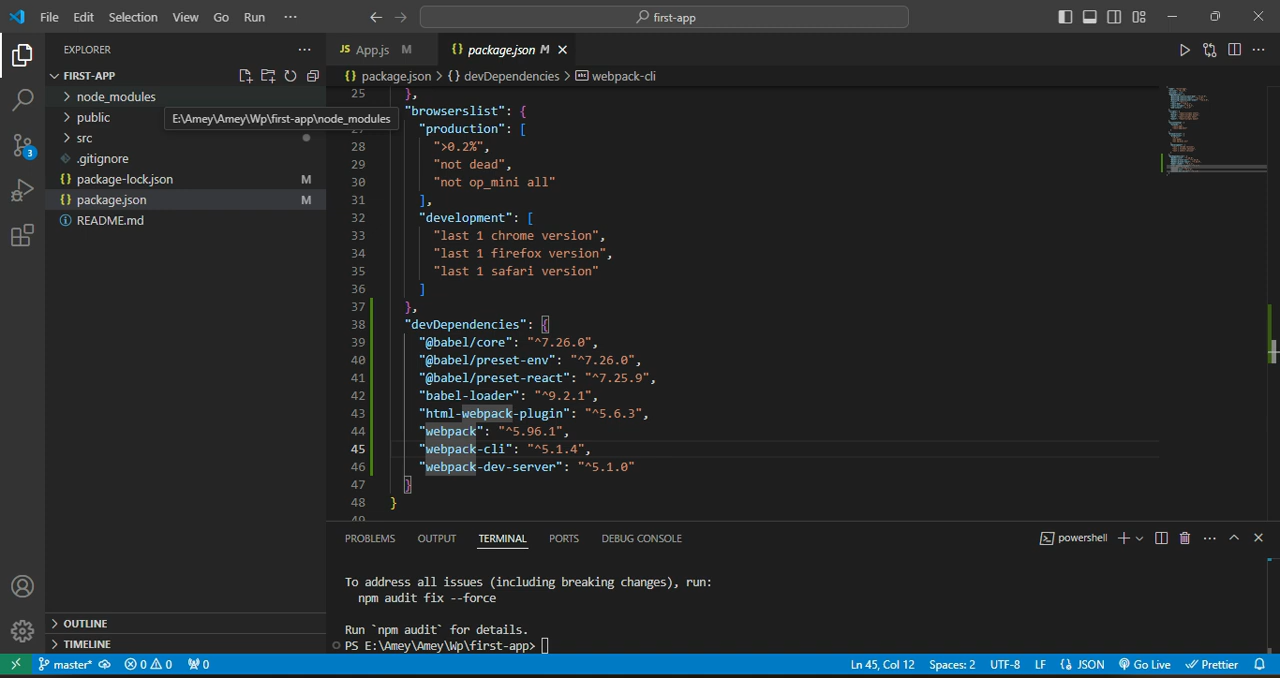 File Edit Selection View Go Run ···
first-app
EXPLORER
FIRST-APP
node_modules
E:\Amey\Amey\Wp\first-app\node_modules
public
src
.gitignore
{} package-lock.json M
{} package.json M
README.md
OUTLINE
TIMELINE
JS App.js M
{} package.json M
{} package.json > {} devDependencies > webpack-cli
25 },
"browserslist": {
"production": [
28 ">0.2%",
29 "not dead",
30 "not op_mini all"
31 ],
32 "development": [
33 "last 1 chrome version",
34 "last 1 firefox version",
35 "last 1 safari version"
36 ]
37 },
38 "devDependencies": {
39 "@babel/core": "^7.26.0",
40 "@babel/preset-env": "^7.26.0",
41 "@babel/preset-react": "^7.25.9",
42 "babel-loader": "^9.2.1",
43 "html-webpack-plugin": "^5.6.3",
44 "webpack": "^5.96.1",
45 "webpack-cli": "^5.1.4",
46 "webpack-dev-server": "^5.1.0"
47 }
48 }
49
PROBLEMS OUTPUT TERMINAL PORTS DEBUG CONSOLE
powershell
To address all issues (including breaking changes), run:
npm audit fix --force
Run `npm audit` for details.
PS E:\Amey\Amey\Wp\first-app>
3
master* 0 0 0
Ln 45, Col 12 Spaces: 2 UTF-8 LF {} JSON Go Live Prettier